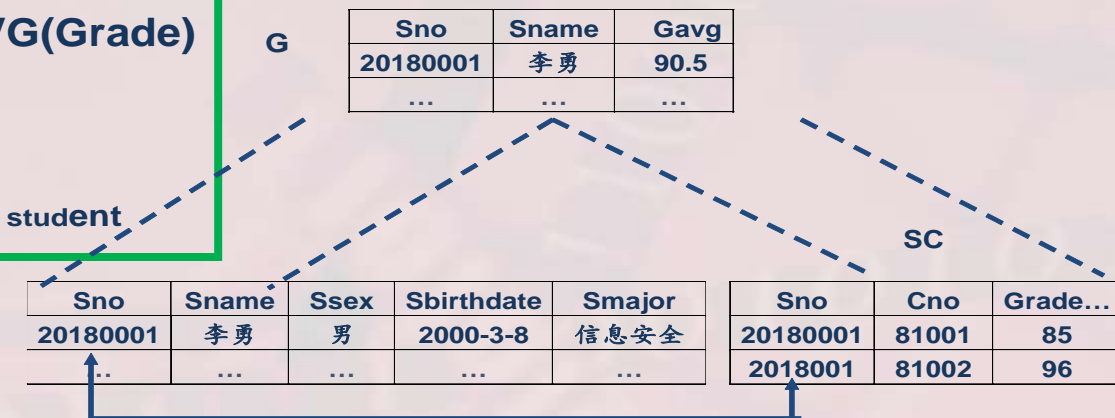 G(Grade)
G
Sno Sname Gavg
20180001 李勇 90.5
... ... ...
student
SC
Sno Sname Ssex Sbirthdate Smajor
20180001 李勇 男 2000-3-8 信息安全
... ... ... ... ...
Sno Cno Grade...
20180001 81001 85
2018001 81002 96